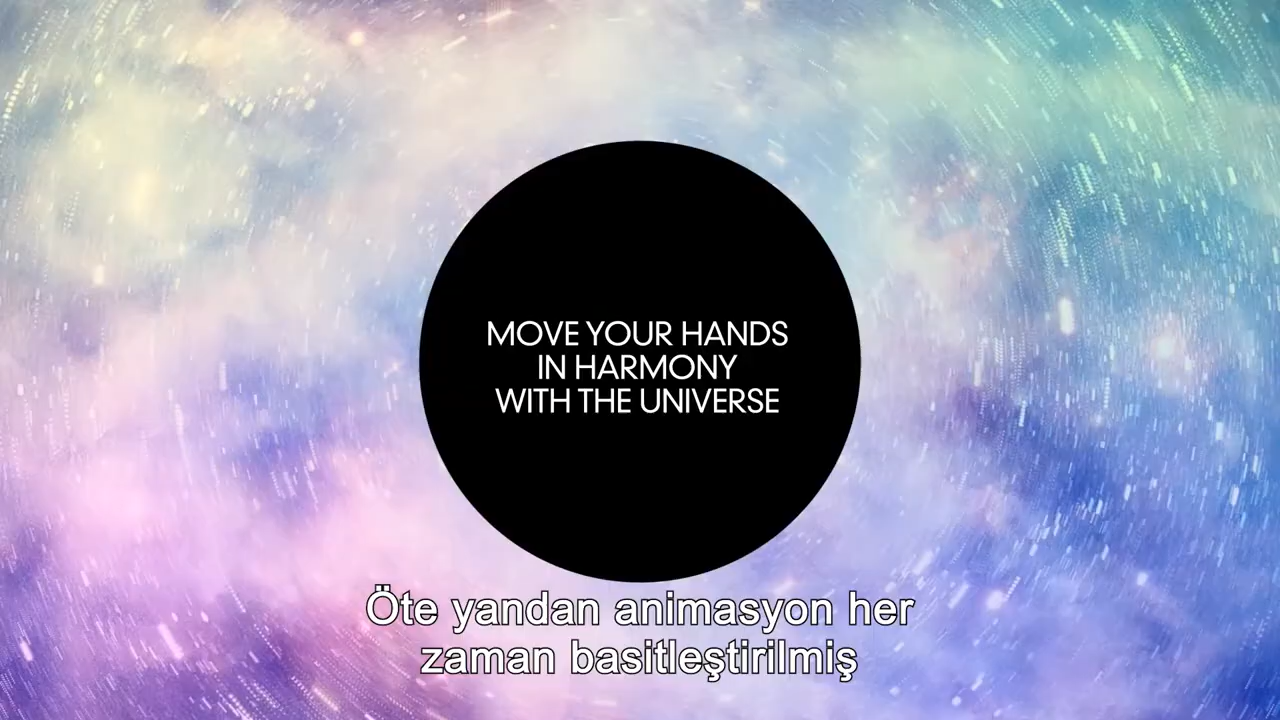 MOVE YOUR HANDS
IN HARMONY
WITH THE UNIVERSE
Öte yandan animasyon her
zaman basitleştirilmiş